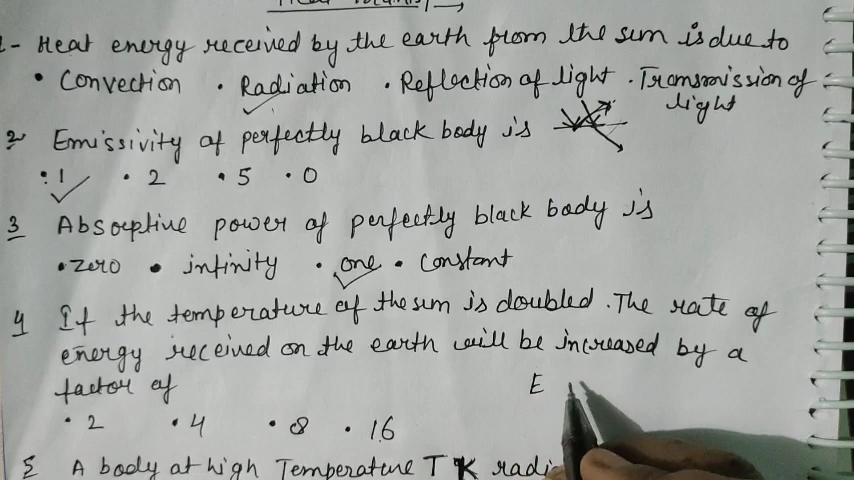 1- Heat energy received by the earth from the sun is due to
• Convection • Radiation • Reflection of light • Transmission of light
2 Emissivity of perfectly black body is
• 1 • 2 • 5 • 0
3 Absorptive power of perfectly black body is
• zero • infinity • one • constant
4 If the temperature of the sun is doubled. The rate of
energy received on the earth will be increased by a
factor of
E
• 2 • 4 • 8 • 16
5 A body at high Temperature T K radi